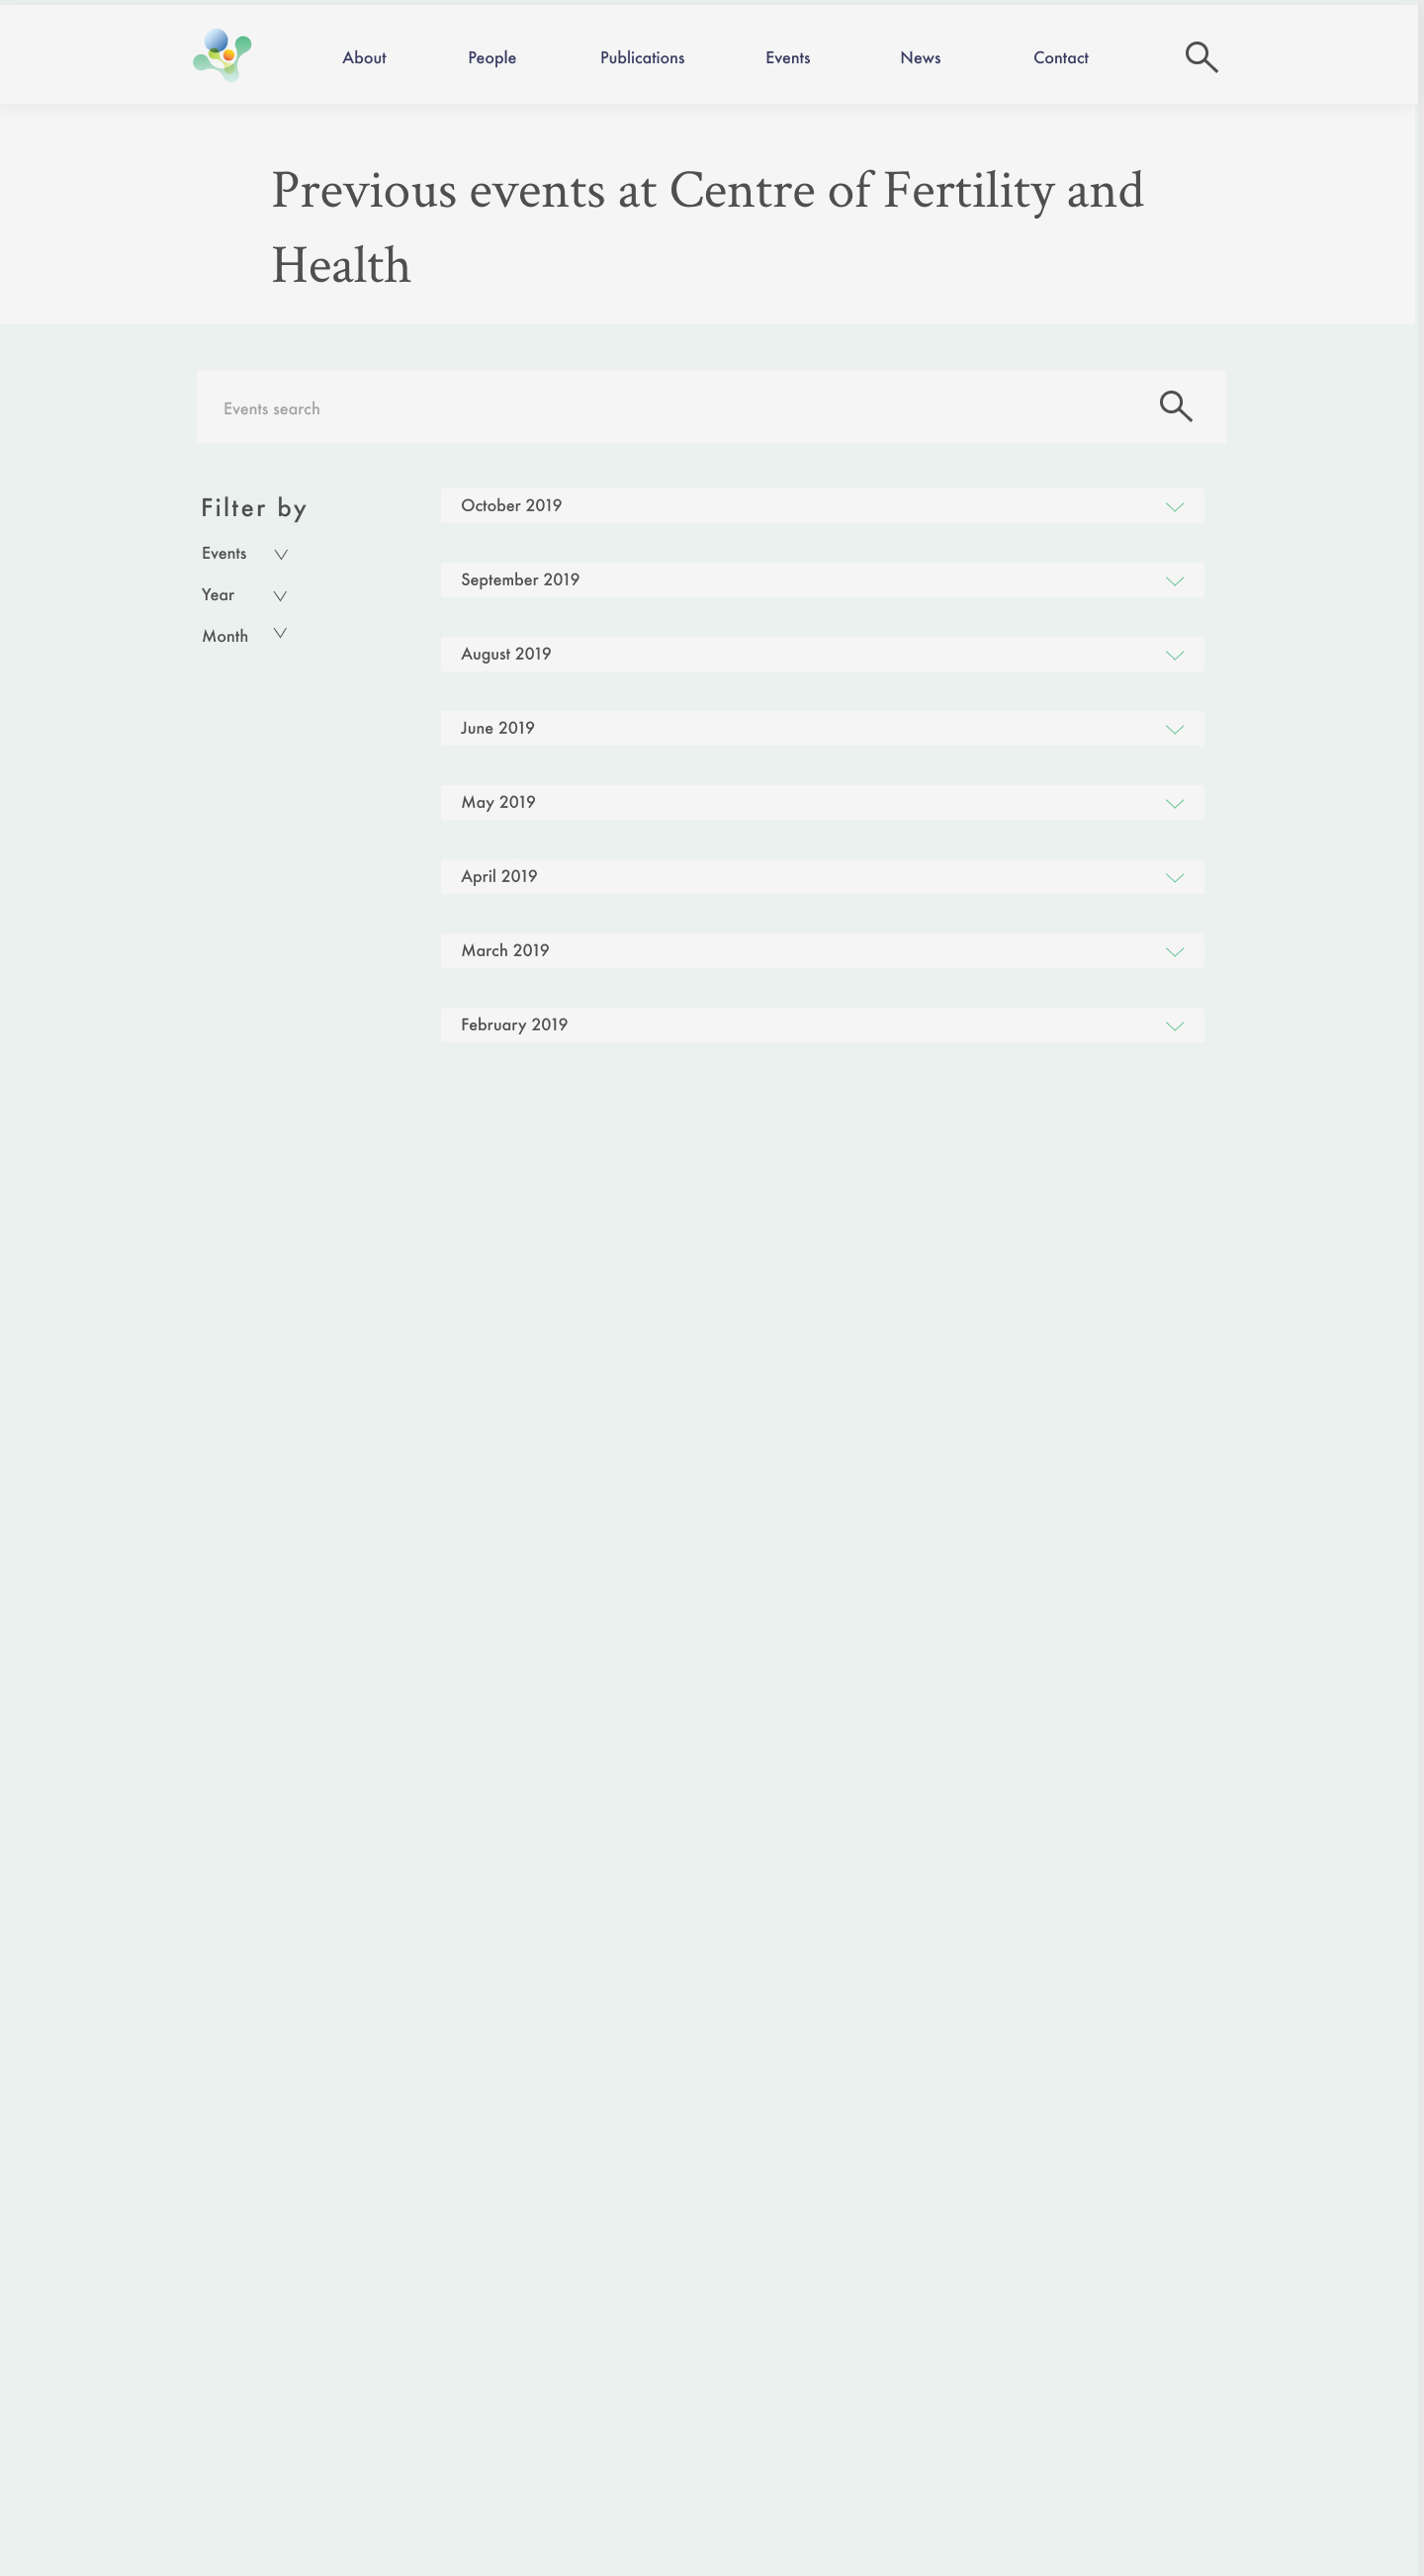 About People Publications Events News Contact
Previous events at Centre of Fertility and
Health
Events search
Filter by
Events
Year
Month
October 2019
September 2019
August 2019
June 2019
May 2019
April 2019
March 2019
February 2019